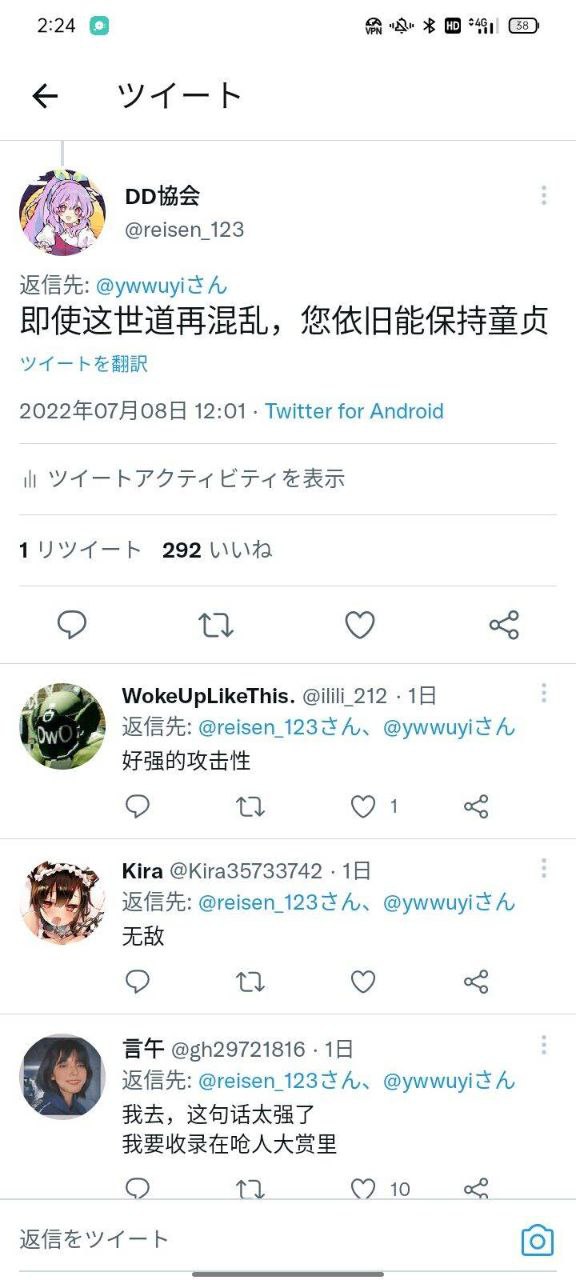 2:24 VPN HD 4G 38
ツイート
DD協会
@reisen_123
返信先: @ywwuyiさん
即使这世道再混乱，您依旧能保持童贞
ツイートを翻訳
2022年07月08日 12:01 · Twitter for Android
ツイートアクティビティを表示
1 リツイート 292 いいね
WokeUpLikeThis. @ilili_212 · 1日
返信先: @reisen_123さん、@ywwuyiさん
好强的攻击性
1
Kira @Kira35733742 · 1日
返信先: @reisen_123さん、@ywwuyiさん
无敌
言午 @gh29721816 · 1日
返信先: @reisen_123さん、@ywwuyiさん
我去，这句话太强了
我要收录在呛人大赏里
10
返信をツイート